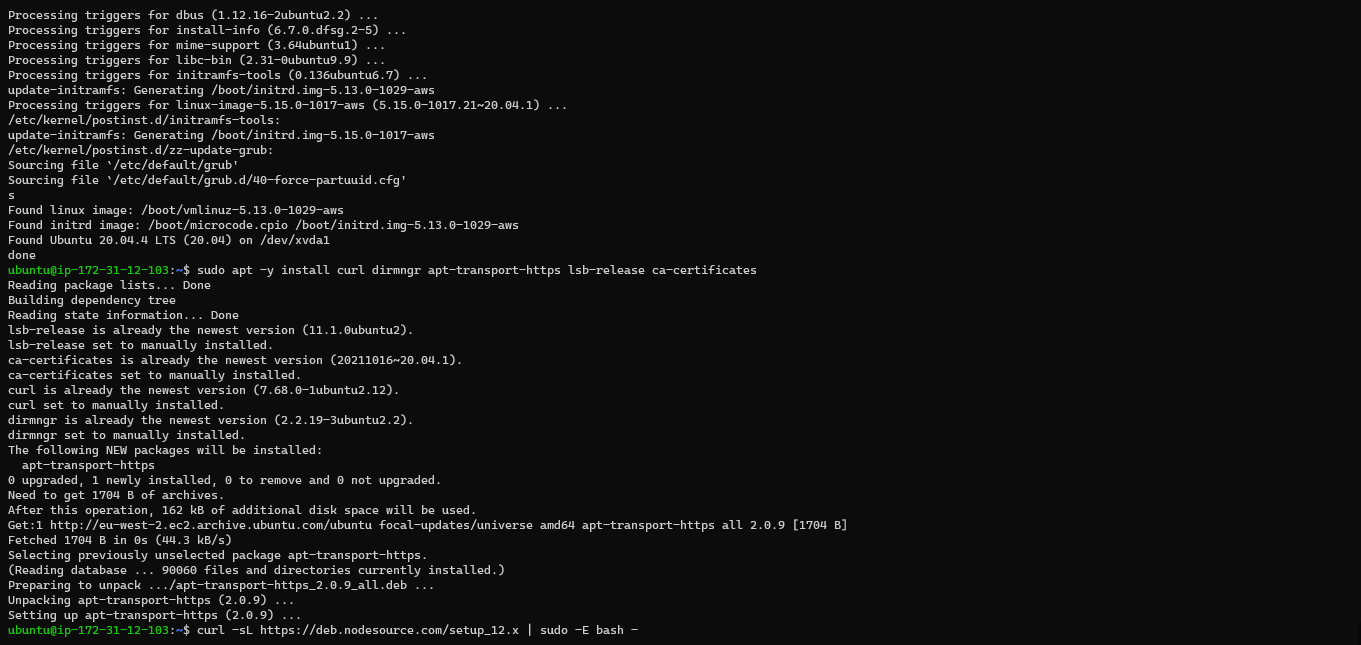 Processing triggers for dbus (1.12.16-2ubuntu2.2) ...
Processing triggers for install-info (6.7.0.dfsg.2-5) ...
Processing triggers for mime-support (3.64ubuntu1) ...
Processing triggers for libc-bin (2.31-0ubuntu9.9) ...
Processing triggers for initramfs-tools (0.136ubuntu6.7) ...
update-initramfs: Generating /boot/initrd.img-5.13.0-1029-aws
Processing triggers for linux-image-5.15.0-1017-aws (5.15.0-1017.21~20.04.1) ...
/etc/kernel/postinst.d/initramfs-tools:
update-initramfs: Generating /boot/initrd.img-5.15.0-1017-aws
/etc/kernel/postinst.d/zz-update-grub:
Sourcing file `/etc/default/grub'
Sourcing file `/etc/default/grub.d/40-force-partuuid.cfg'
s
Found linux image: /boot/vmlinuz-5.13.0-1029-aws
Found initrd image: /boot/microcode.cpio /boot/initrd.img-5.13.0-1029-aws
Found Ubuntu 20.04.4 LTS (20.04) on /dev/xvda1
done
ubuntu@ip-172-31-12-103:~$ sudo apt -y install curl dirmngr apt-transport-https lsb-release ca-certificates
Reading package lists... Done
Building dependency tree
Reading state information... Done
lsb-release is already the newest version (11.1.0ubuntu2).
lsb-release set to manually installed.
ca-certificates is already the newest version (20211016~20.04.1).
ca-certificates set to manually installed.
curl is already the newest version (7.68.0-1ubuntu2.12).
curl set to manually installed.
dirmngr is already the newest version (2.2.19-3ubuntu2.2).
dirmngr set to manually installed.
The following NEW packages will be installed:
  apt-transport-https
0 upgraded, 1 newly installed, 0 to remove and 0 not upgraded.
Need to get 1704 B of archives.
After this operation, 162 kB of additional disk space will be used.
Get:1 http://eu-west-2.ec2.archive.ubuntu.com/ubuntu focal-updates/universe amd64 apt-transport-https all 2.0.9 [1704 B]
Fetched 1704 B in 0s (44.3 kB/s)
Selecting previously unselected package apt-transport-https.
(Reading database ... 90060 files and directories currently installed.)
Preparing to unpack .../apt-transport-https_2.0.9_all.deb ...
Unpacking apt-transport-https (2.0.9) ...
Setting up apt-transport-https (2.0.9) ...
ubuntu@ip-172-31-12-103:~$ curl -sL https://deb.nodesource.com/setup_12.x | sudo -E bash -